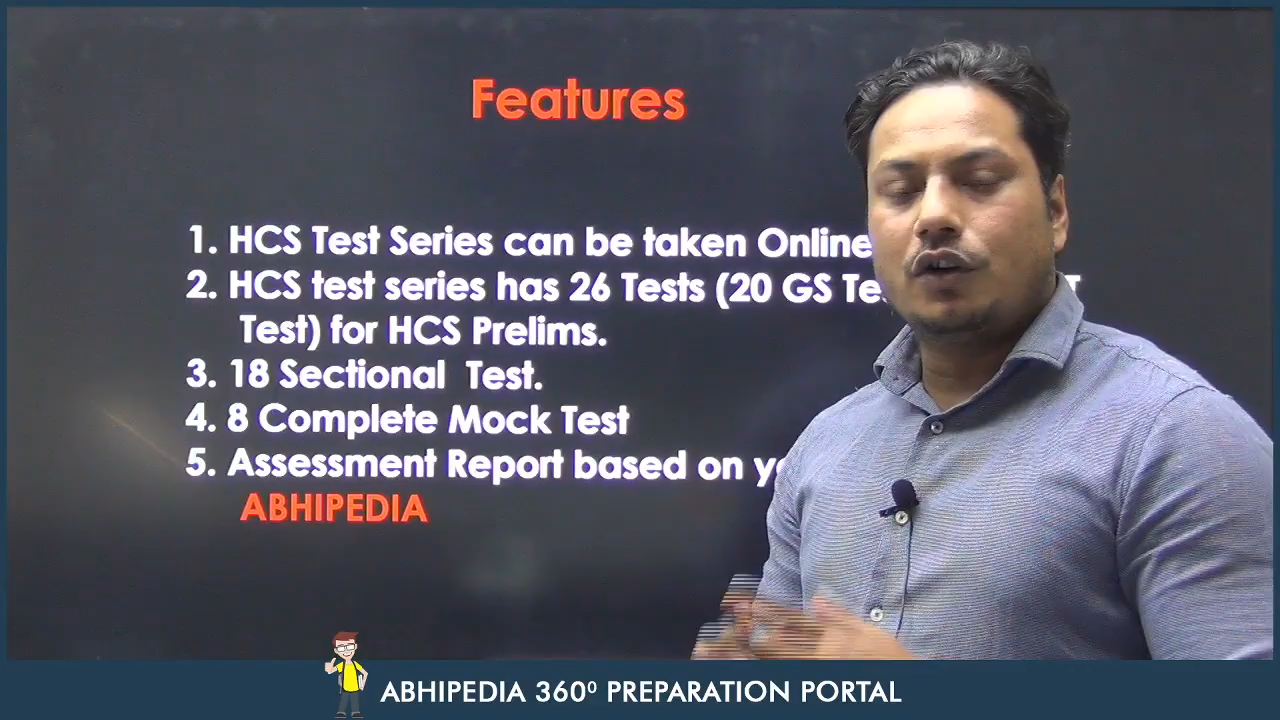 Features
1. HCS Test Series can be taken Online
2. HCS test series has 26 Tests (20 GS
Test) for HCS Prelims.
3. 18 Sectional Test.
4. 8 Complete Mock Test
5. Assessment Report based on
ABHIPEDIA
ABHIPEDIA 360⁰ PREPARATION PORTAL